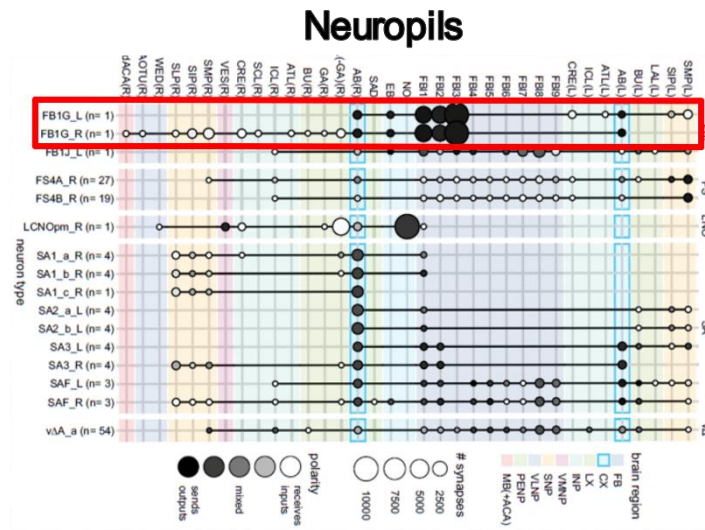 Neuropils
dACA(R)
AOTU(R)
WED(R)
SLP(R)
SIP(R)
SMP(R)
VES(R)
CRE(R)
SCL(R)
ICL(R)
ATL(R)
BU(R)
GA(R)
(-GA)(R)
AB(R)
SAD
EB
NO
FB1
FB2
FB3
FB4
FB5
FB6
FB7
FB8
FB9
CRE(L)
ICL(L)
ATL(L)
AB(L)
BU(L)
LAL(L)
SIP(L)
SMP(L)
FB1G_L (n= 1)
FB1G_R (n= 1)
FB1J_L (n= 1)
FS4A_R (n= 27)
FS4B_R (n= 19)
LCNOpm_R (n= 1)
SA1_a_R (n= 4)
SA1_b_R (n= 4)
SA1_c_R (n= 1)
SA2_a_L (n= 4)
SA2_b_L (n= 4)
SA3_L (n= 4)
SA3_R (n= 4)
SAF_L (n= 3)
SAF_R (n= 3)
vΔA_a (n= 54)
neuron type
polarity
sends outputs
mixed
receives inputs
# synapses
10000
7500
5000
2500
brain region
MB(+ACA)
PENP
VLNP
SNP
VMNP
INP
LX
CX
FB